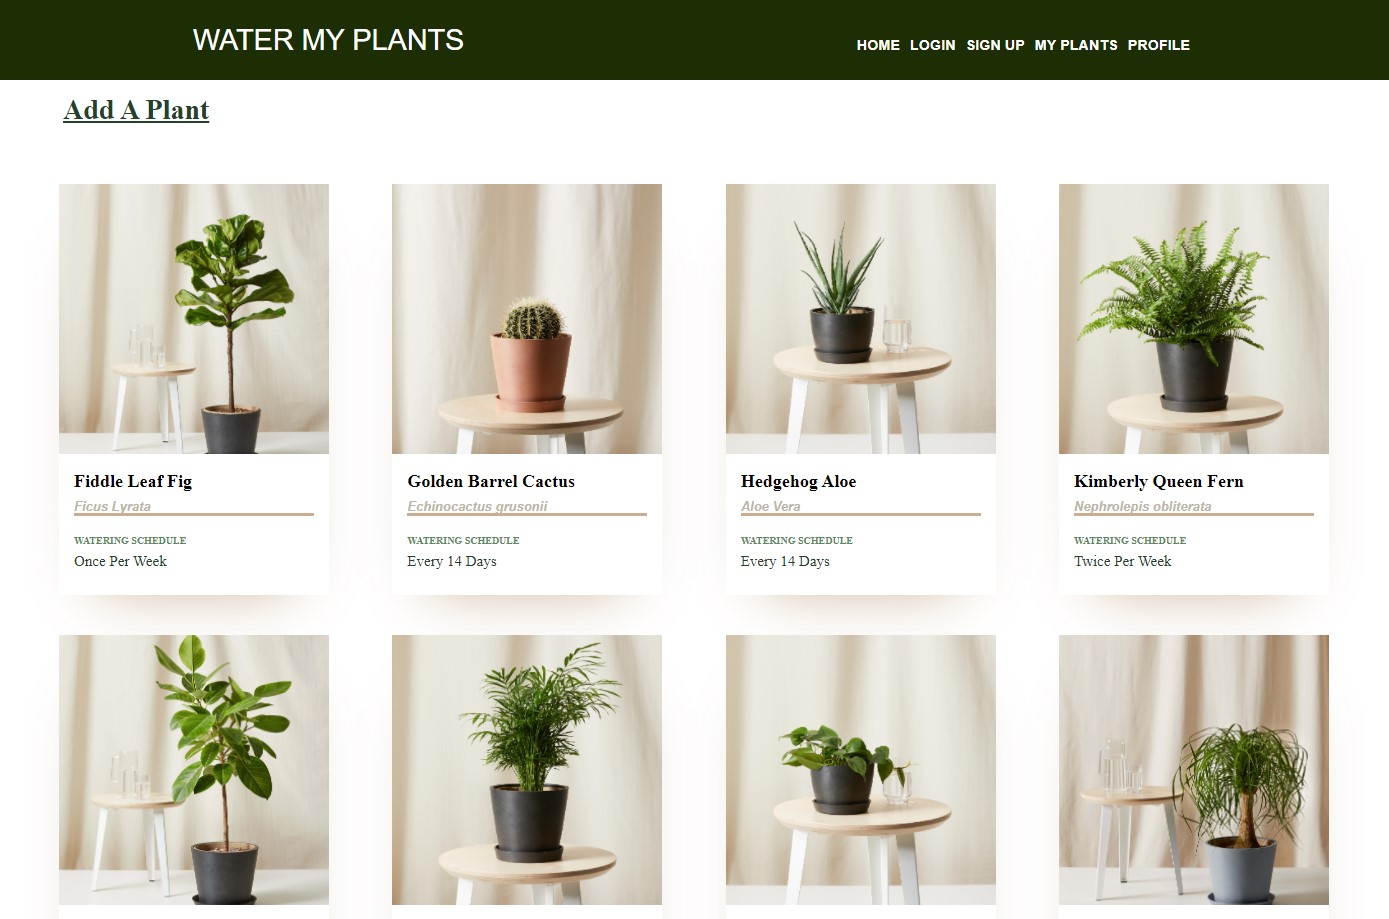 WATER MY PLANTS
HOME LOGIN SIGN UP MY PLANTS PROFILE
Add A Plant
Fiddle Leaf Fig
Ficus Lyrata
WATERING SCHEDULE
Once Per Week
Golden Barrel Cactus
Echinocactus grusonii
WATERING SCHEDULE
Every 14 Days
Hedgehog Aloe
Aloe Vera
WATERING SCHEDULE
Every 14 Days
Kimberly Queen Fern
Nephrolepis obliterata
WATERING SCHEDULE
Twice Per Week